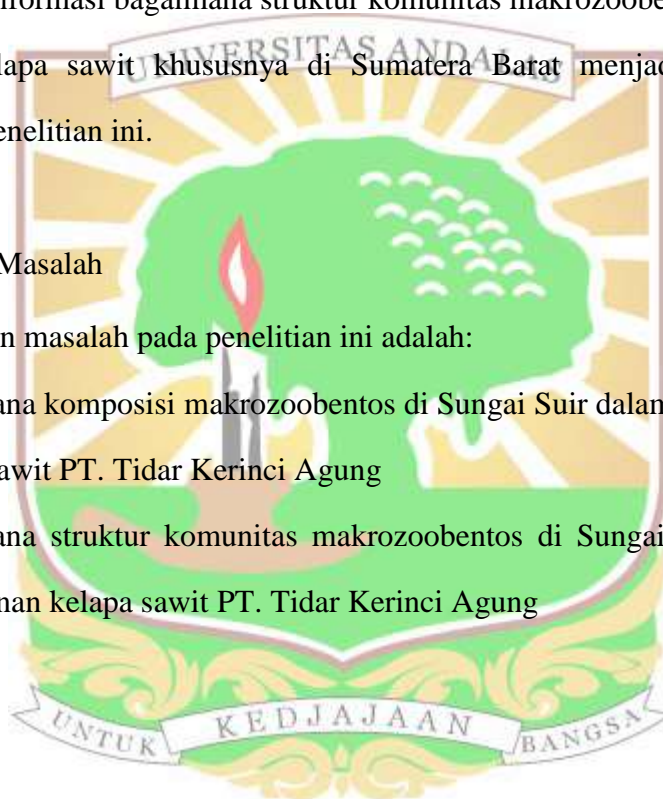 nformasi bagaimana struktur komunitas makrozoobe
UNIVERSITAS ANDALAS
lapa sawit khususnya di Sumatera Barat menjad
enelitian ini.
Masalah
n masalah pada penelitian ini adalah:
ana komposisi makrozoobentos di Sungai Suir dalan
awit PT. Tidar Kerinci Agung
ana struktur komunitas makrozoobentos di Sungai
nan kelapa sawit PT. Tidar Kerinci Agung
UNTUK KEDJAJAAN BANGSA